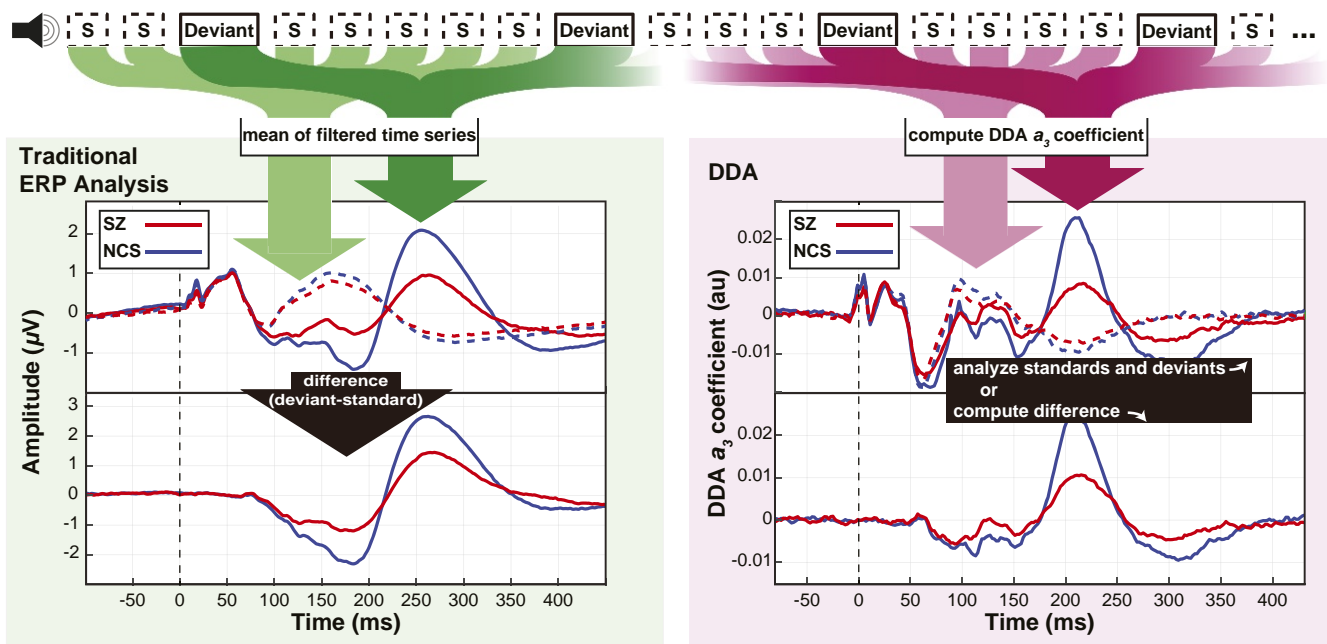 S S Deviant S S S S S Deviant S S S Deviant S S S Deviant S ...
mean of filtered time series
compute DDA a3 coefficient
Traditional
ERP Analysis
SZ
NCS
2
1
0
-1
difference
(deviant-standard)
3
2
1
0
-1
-2
Amplitude (µV)
-50 0 50 100 150 200 250 300 350 400
Time (ms)
DDA
SZ
NCS
0.02
0.010
0
-0.01
analyze standards and deviants
or
compute difference
0.02
0.01
0
-0.01
DDA a3 coefficient (au)
-50 0 50 100 150 200 250 300 350 400
Time (ms)